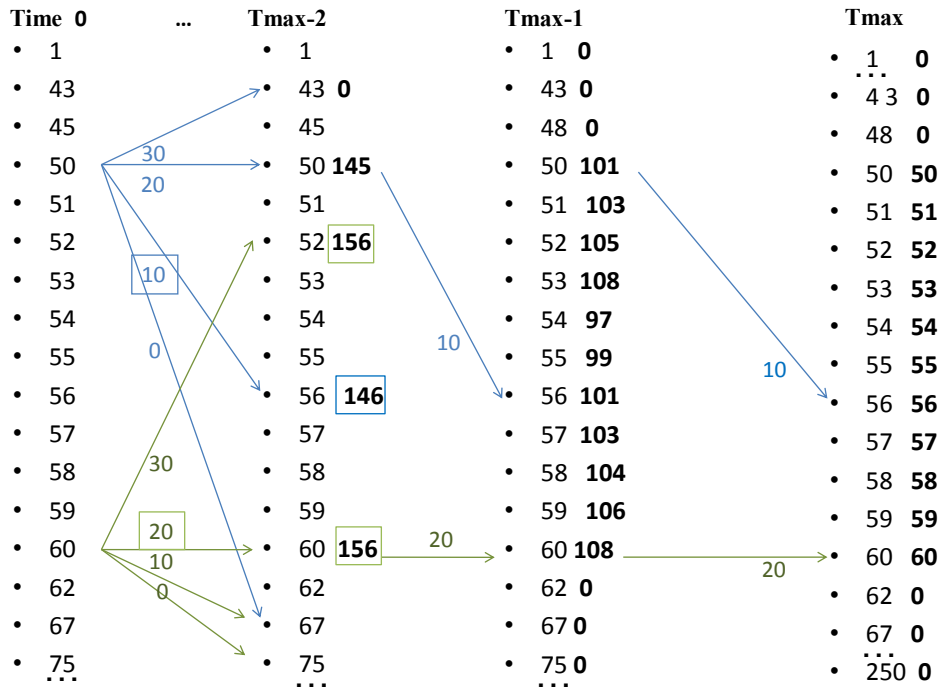 Time 0 ... Tmax-2 Tmax-1 Tmax
• 1 • 1 • 1 0 • 1 0
...
• 43 • 43 0 • 43 0 • 4 3 0
• 45 • 45 • 48 0 • 48 0
• 50 30 20 • 50 145 • 50 101 • 50 50
• 51 • 51 • 51 103 • 51 51
• 52 • 52 156 • 52 105 • 52 52
• 53 10 • 53 • 53 108 • 53 53
• 54 • 54 • 54 97 • 54 54
• 55 0 • 55 10 • 55 99 10 • 55 55
• 56 • 56 146 • 56 101 • 56 56
• 57 • 57 • 57 103 • 57 57
• 58 30 • 58 • 58 104 • 58 58
• 59 • 59 • 59 106 • 59 59
• 60 20 10 0 • 60 156 20 • 60 108 20 • 60 60
• 62 • 62 • 62 0 • 62 0
• 67 • 67 • 67 0 • 67 0
...
• 75 • 75 • 75 0 • 250 0
... ... ...